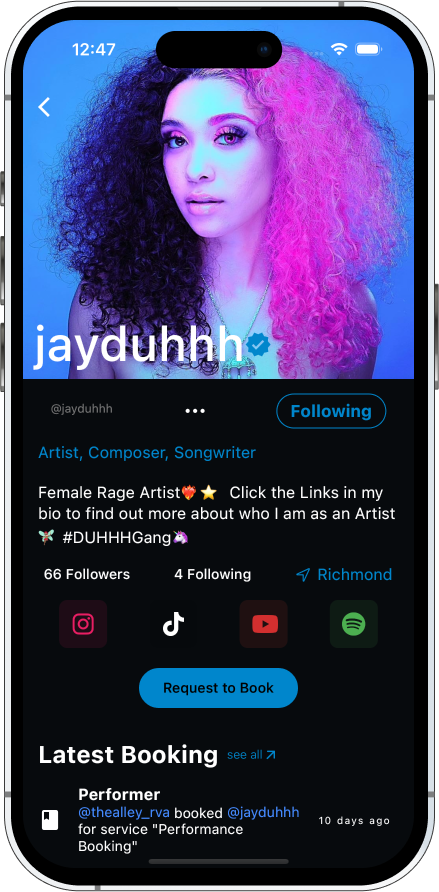 12:47
jayduhhh
@jayduhhh
Following
Artist, Composer, Songwriter
Female Rage Artist❤️‍🔥⭐ Click the Links in my
bio to find out more about who I am as an Artist
🧚 #DUHHHGang🦄
66 Followers
4 Following
Richmond
Request to Book
Latest Booking
see all
Performer
@thealley_rva booked @jayduhhh
for service "Performance
Booking"
10 days ago